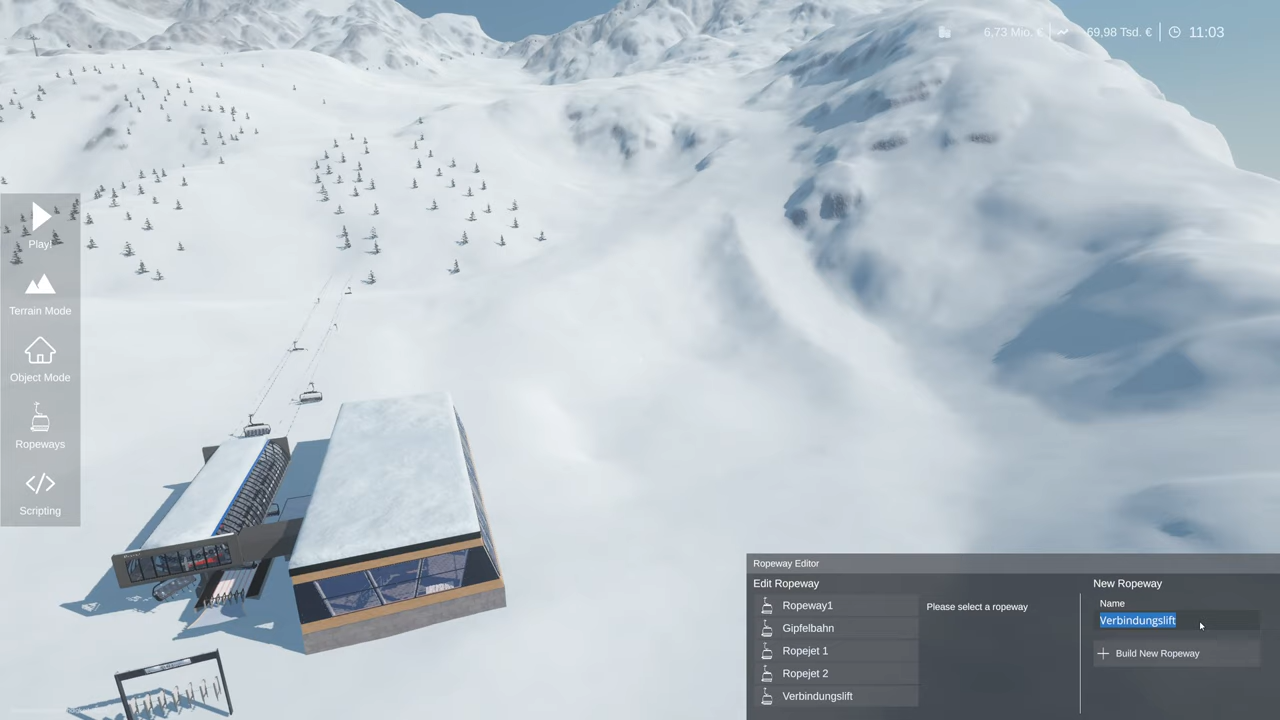 6,73 Mio. €
69,98 Tsd. €
11:03
Play!
Terrain Mode
Object Mode
Ropeways
Scripting
Ropeway Editor
Edit Ropeway
Ropeway1
Gipfelbahn
Ropejet 1
Ropejet 2
Verbindungslift
Please select a ropeway
New Ropeway
Name
Verbindungslift
Build New Ropeway